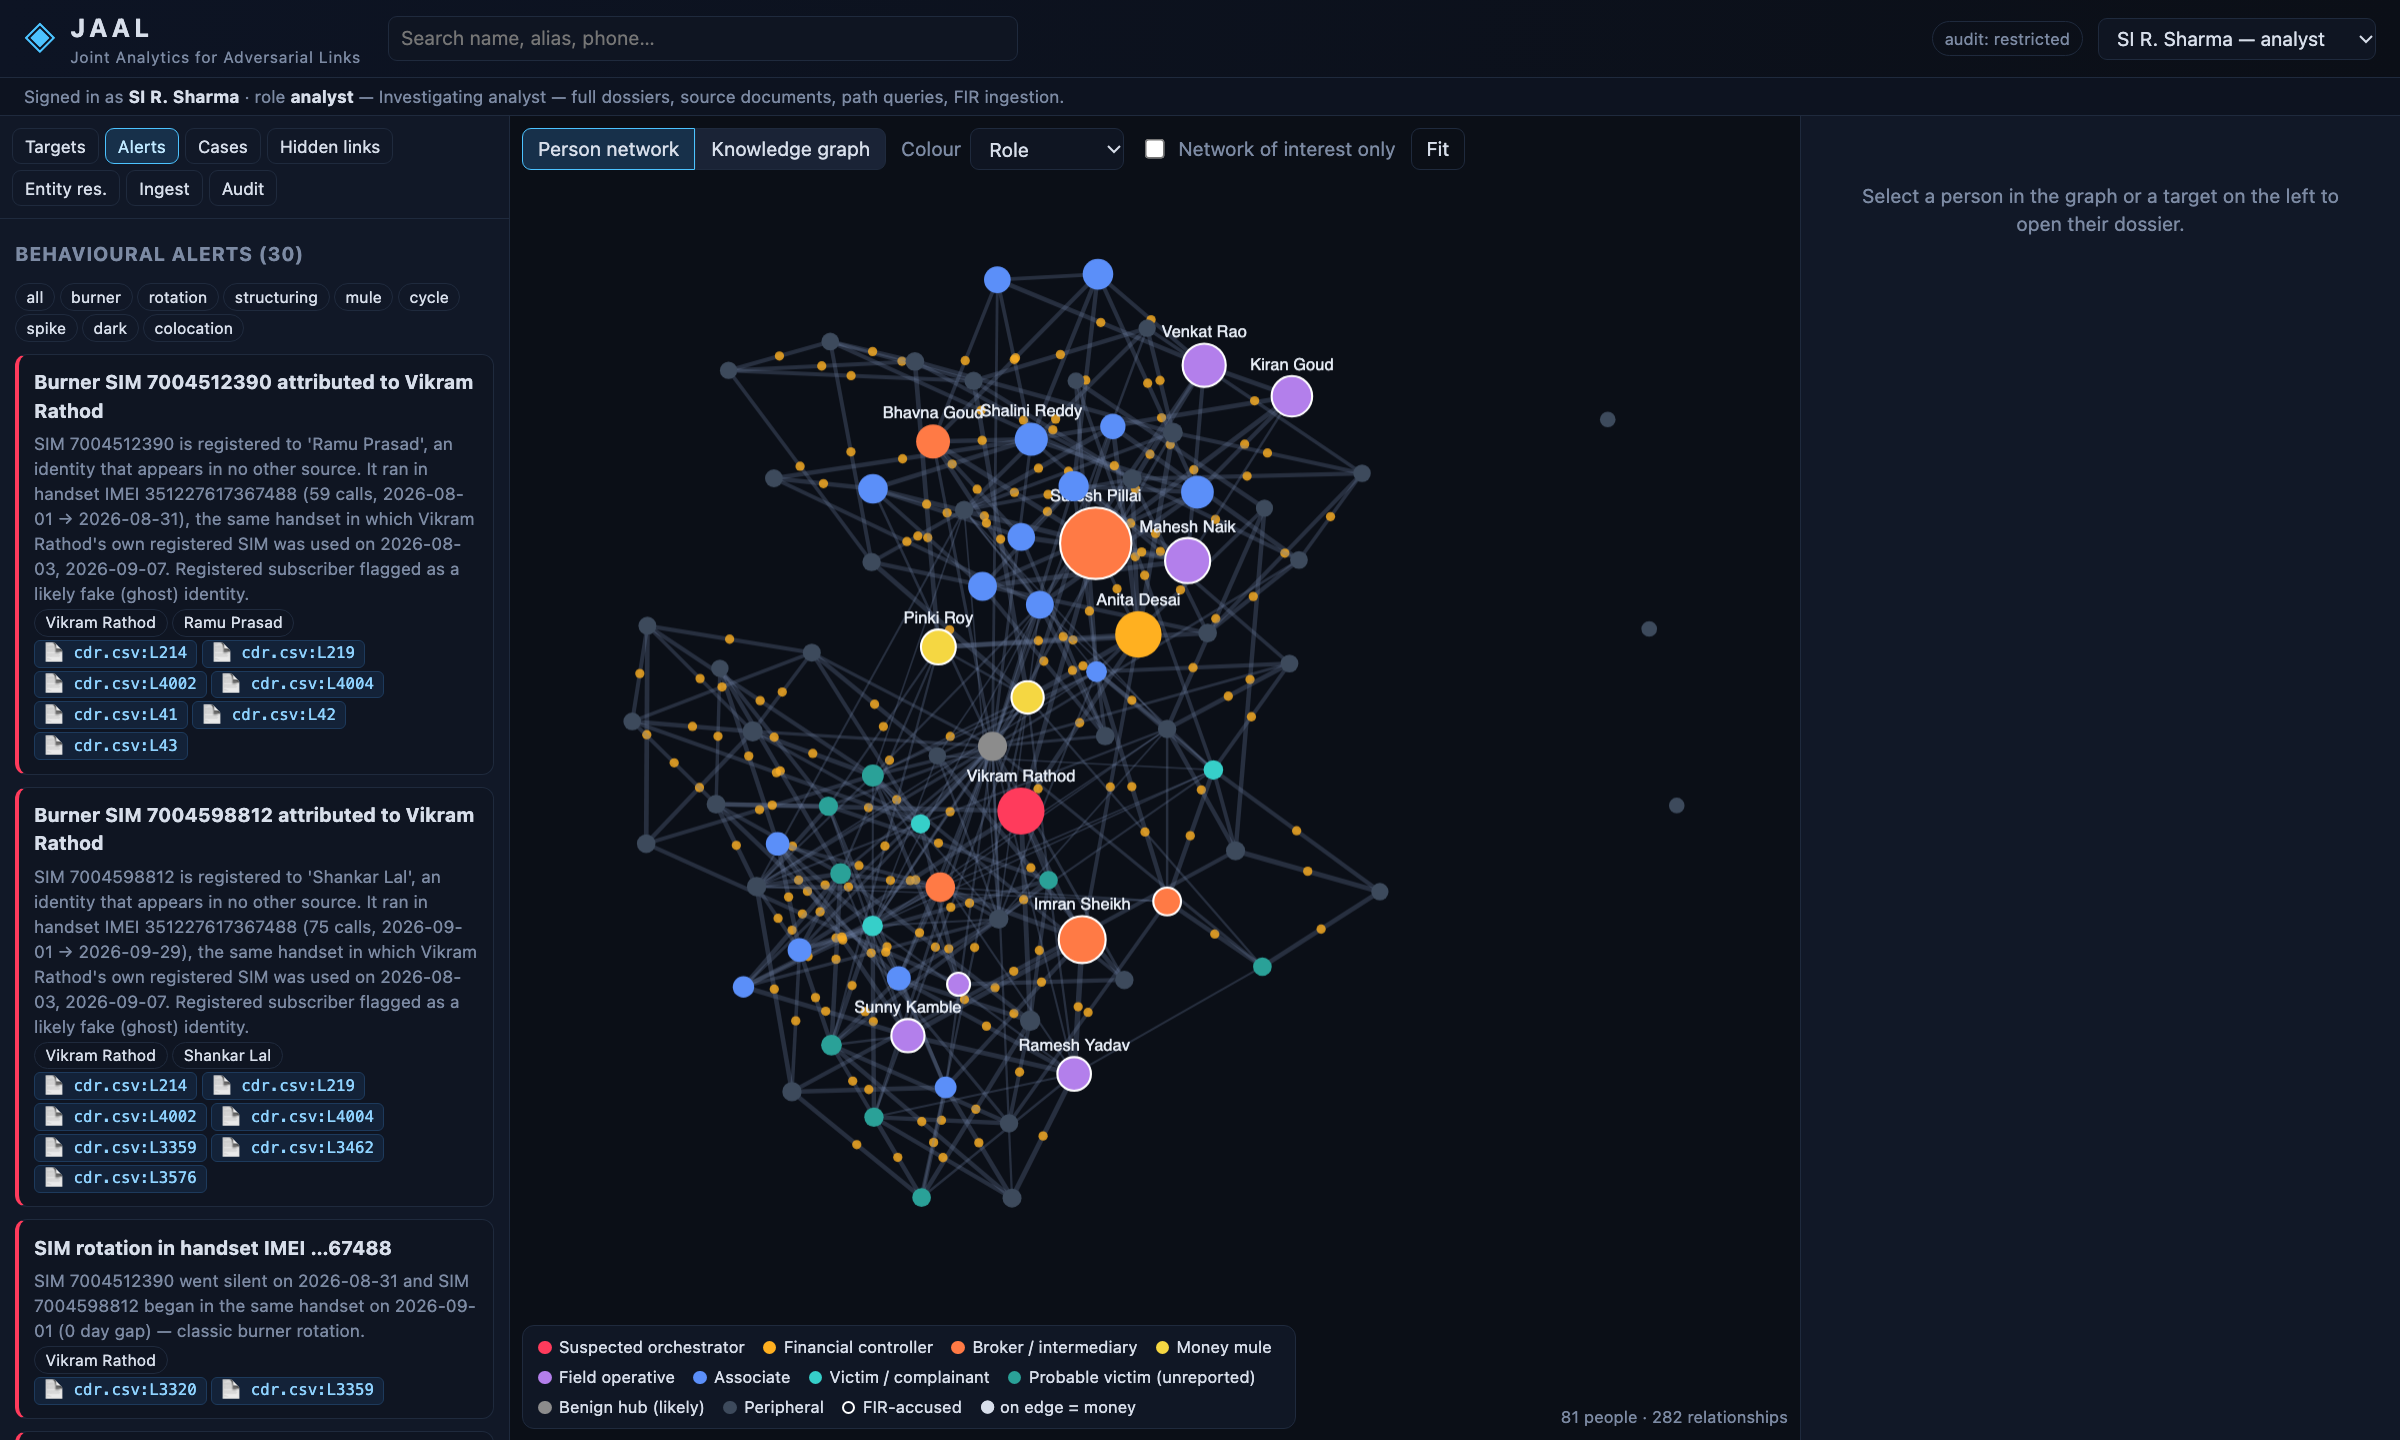 JAAL
Joint Analytics for Adversarial Links
Search name, alias, phone...
audit: restricted
SI R. Sharma — analyst
Signed in as SI R. Sharma · role analyst — Investigating analyst — full dossiers, source documents, path queries, FIR ingestion.
Targets
Alerts
Cases
Hidden links
Entity res.
Ingest
Audit
BEHAVIOURAL ALERTS (30)
all
burner
rotation
structuring
mule
cycle
spike
dark
colocation
Burner SIM 7004512390 attributed to Vikram
Rathod
SIM 7004512390 is registered to 'Ramu Prasad', an
identity that appears in no other source. It ran in
handset IMEI 351227617367488 (59 calls, 2026-08-
01 → 2026-08-31), the same handset in which Vikram
Rathod's own registered SIM was used on 2026-08-
03, 2026-09-07. Registered subscriber flagged as a
likely fake (ghost) identity.
Vikram Rathod
Ramu Prasad
cdr.csv:L214
cdr.csv:L219
cdr.csv:L4002
cdr.csv:L4004
cdr.csv:L41
cdr.csv:L42
cdr.csv:L43
Burner SIM 7004598812 attributed to Vikram
Rathod
SIM 7004598812 is registered to 'Shankar Lal', an
identity that appears in no other source. It ran in
handset IMEI 351227617367488 (75 calls, 2026-09-
01 → 2026-09-29), the same handset in which Vikram
Rathod's own registered SIM was used on 2026-08-
03, 2026-09-07. Registered subscriber flagged as a
likely fake (ghost) identity.
Vikram Rathod
Shankar Lal
cdr.csv:L214
cdr.csv:L219
cdr.csv:L4002
cdr.csv:L4004
cdr.csv:L3359
cdr.csv:L3462
cdr.csv:L3576
SIM rotation in handset IMEI ...67488
SIM 7004512390 went silent on 2026-08-31 and SIM
7004598812 began in the same handset on 2026-09-
01 (0 day gap) — classic burner rotation.
Vikram Rathod
cdr.csv:L3320
cdr.csv:L3359
Person network
Knowledge graph
Colour
Role
Network of interest only
Fit
Venkat Rao
Kiran Goud
Bhavna Goud
Shalini Reddy
Pillai
Mahesh Naik
Anita Desai
Pinki Roy
Vikram Rathod
Imran Sheikh
Sunny Kamble
Ramesh Yadav
Suspected orchestrator
Financial controller
Broker / intermediary
Money mule
Field operative
Associate
Victim / complainant
Probable victim (unreported)
Benign hub (likely)
Peripheral
FIR-accused
on edge = money
81 people · 282 relationships
Select a person in the graph or a target on the left to
open their dossier.